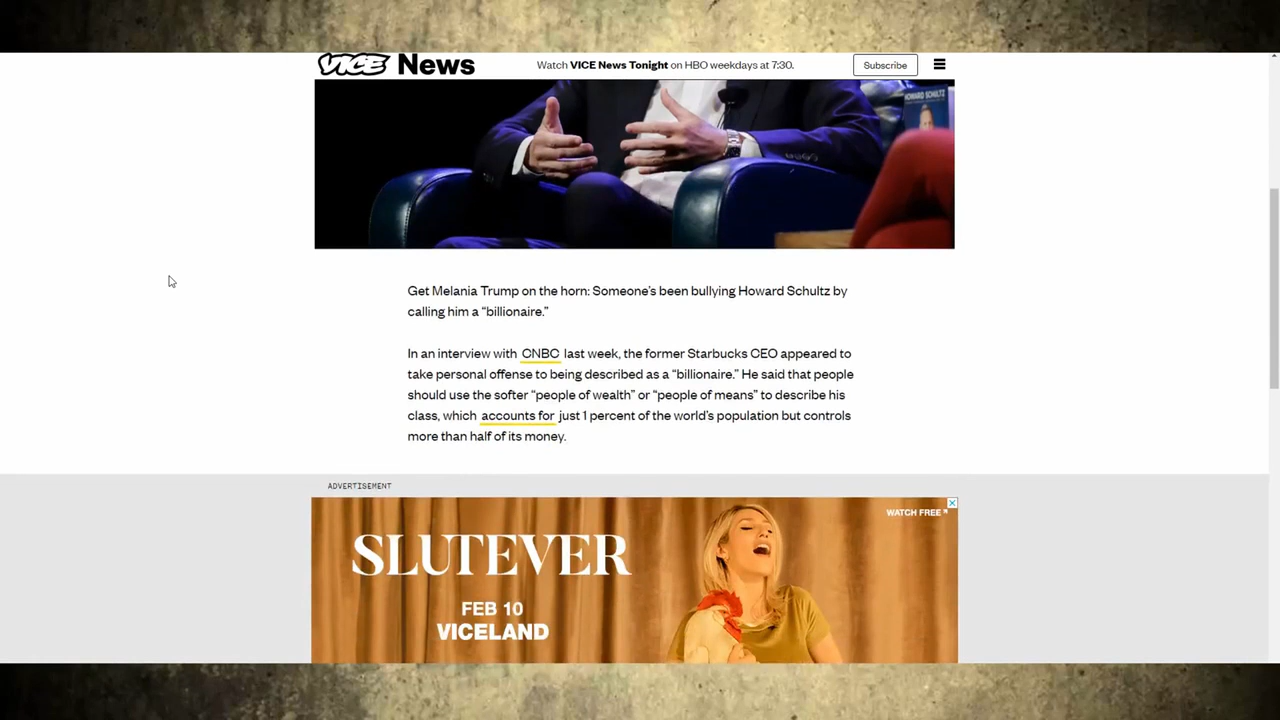 VICE News
Watch VICE News Tonight on HBO weekdays at 7:30.
Subscribe
HOWARD SCHULTZ
Get Melania Trump on the horn: Someone's been bullying Howard Schultz by
calling him a “billionaire.”
In an interview with CNBC last week, the former Starbucks CEO appeared to
take personal offense to being described as a “billionaire.” He said that people
should use the softer “people of wealth” or “people of means” to describe his
class, which accounts for just 1 percent of the world's population but controls
more than half of its money.
ADVERTISEMENT
WATCH FREE
SLUTEVER
FEB 10
VICELAND